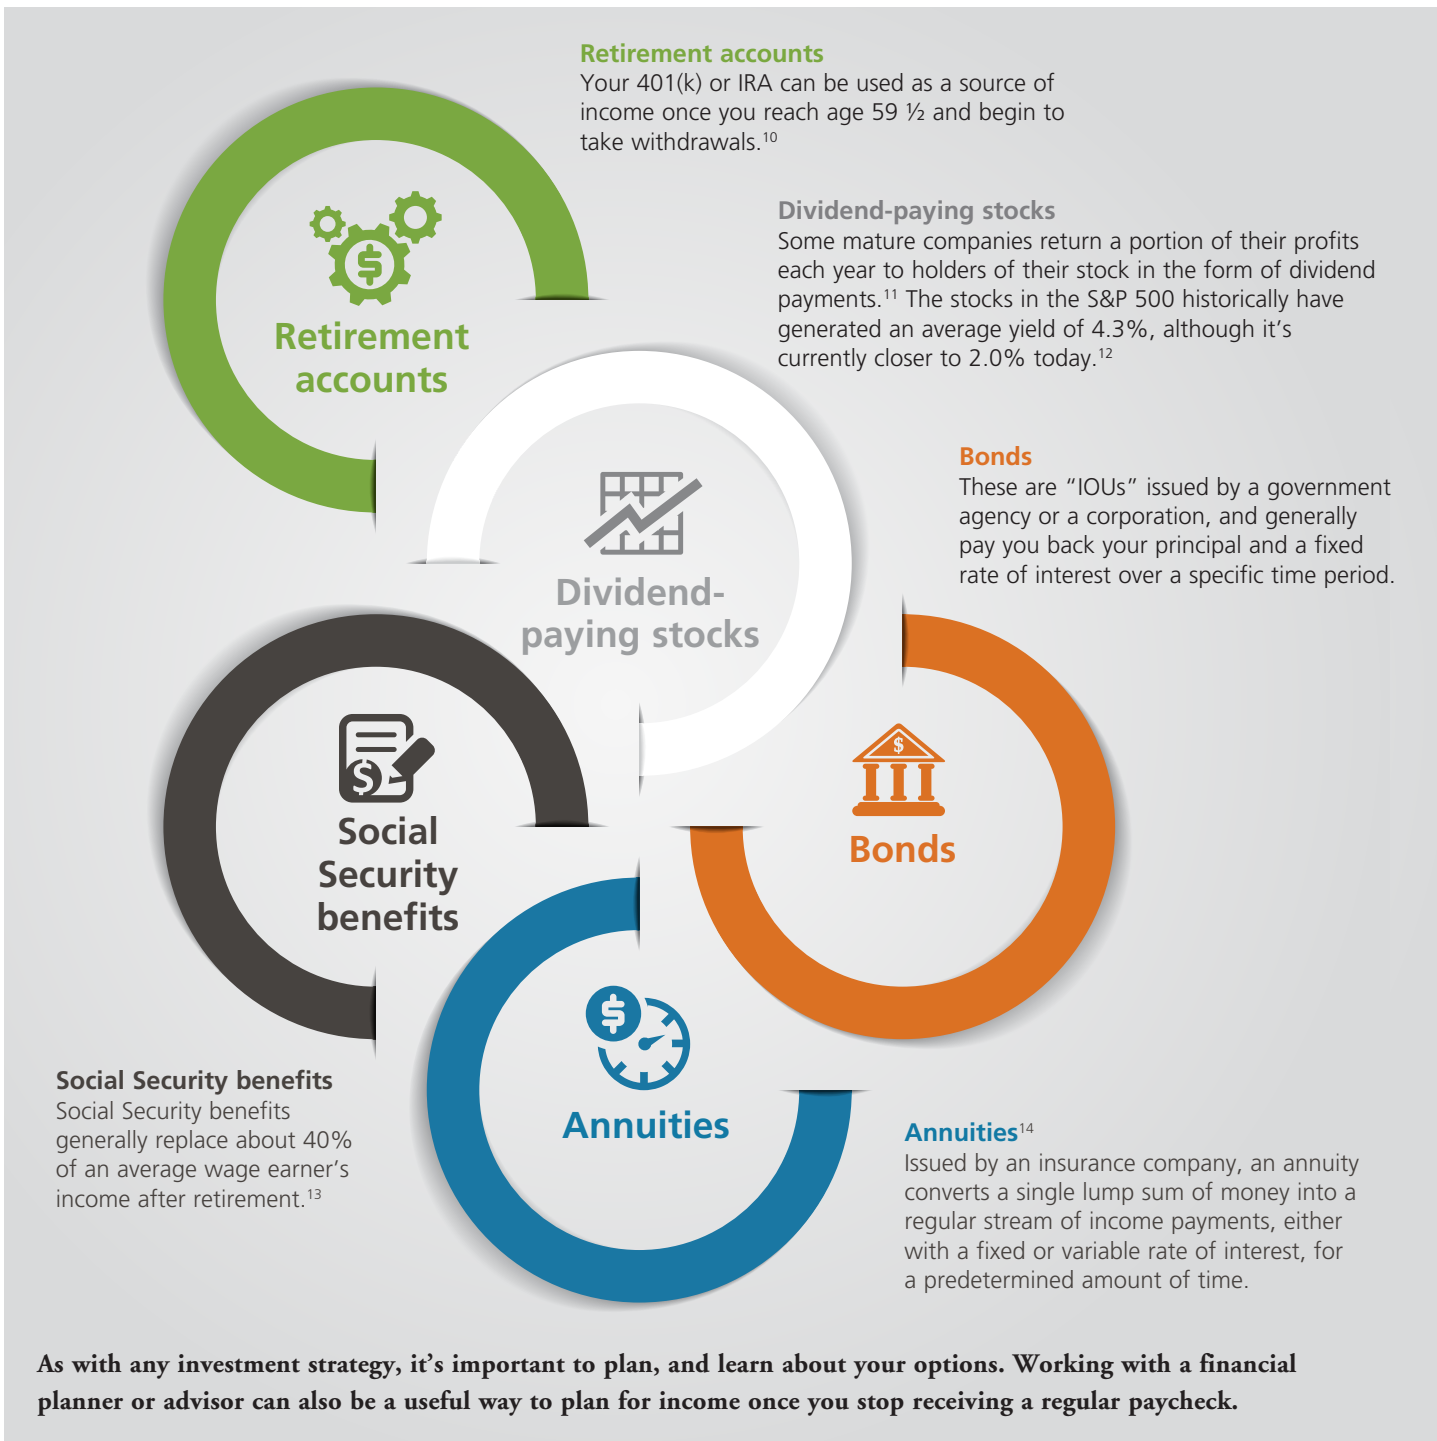 Retirement accounts
Your 401(k) or IRA can be used as a source of
income once you reach age 59 ½ and begin to
take withdrawals.10
Retirement
accounts
Dividend-paying stocks
Some mature companies return a portion of their profits
each year to holders of their stock in the form of dividend
payments.11 The stocks in the S&P 500 historically have
generated an average yield of 4.3%, although it’s
currently closer to 2.0% today.12
Dividend-
paying stocks
Bonds
These are “IOUs” issued by a government
agency or a corporation, and generally
pay you back your principal and a fixed
rate of interest over a specific time period.
$
Bonds
$
Social
Security
benefits
$
Annuities
Social Security benefits
Social Security benefits
generally replace about 40%
of an average wage earner’s
income after retirement.13
Annuities14
Issued by an insurance company, an annuity
converts a single lump sum of money into a
regular stream of income payments, either
with a fixed or variable rate of interest, for
a predetermined amount of time.
As with any investment strategy, it’s important to plan, and learn about your options. Working with a financial
planner or advisor can also be a useful way to plan for income once you stop receiving a regular paycheck.